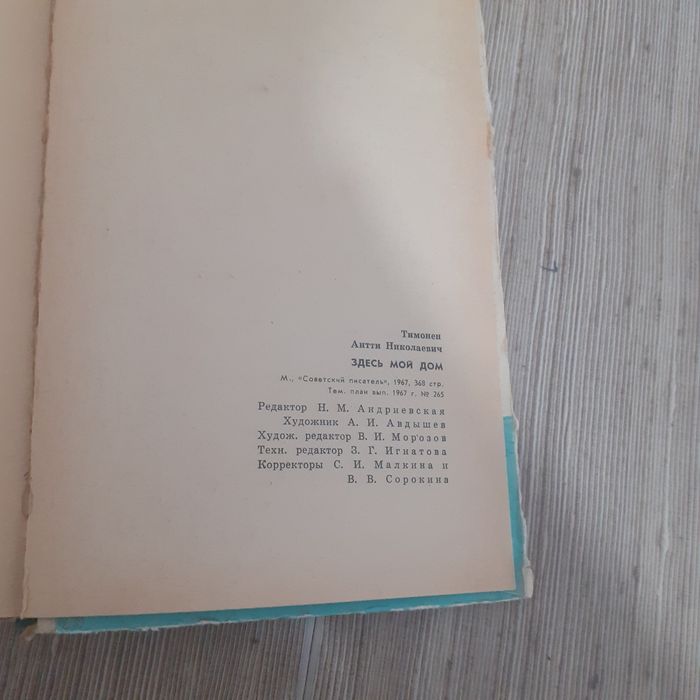 Тимонен
Антти Николаевич
ЗДЕСЬ МОЙ ДОМ
М., «Советский писатель», 1967, 368 стр.
Тем. план вып. 1967 г. № 265
Редактор Н. М. Андриевская
Художник А. И. Авдышев
Худож. редактор В. И. Морозов
Техн. редактор З. Г. Игнатова
Корректоры С. И. Малкина и
В. В. Сорокина